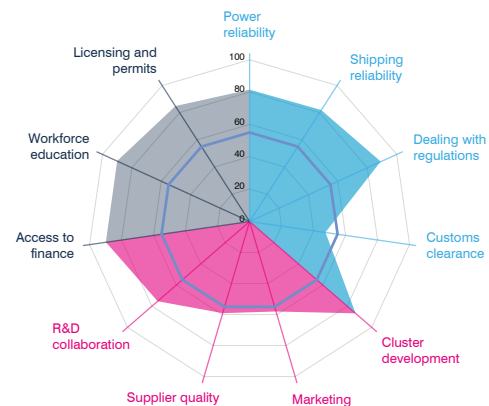 Power
reliability
Shipping
reliability
Dealing with
regulations
Customs
clearance
Cluster
development
Marketing
Supplier quality
R&D
collaboration
Access to
finance
Workforce
education
Licensing and
permits
100
80
60
40
20
0